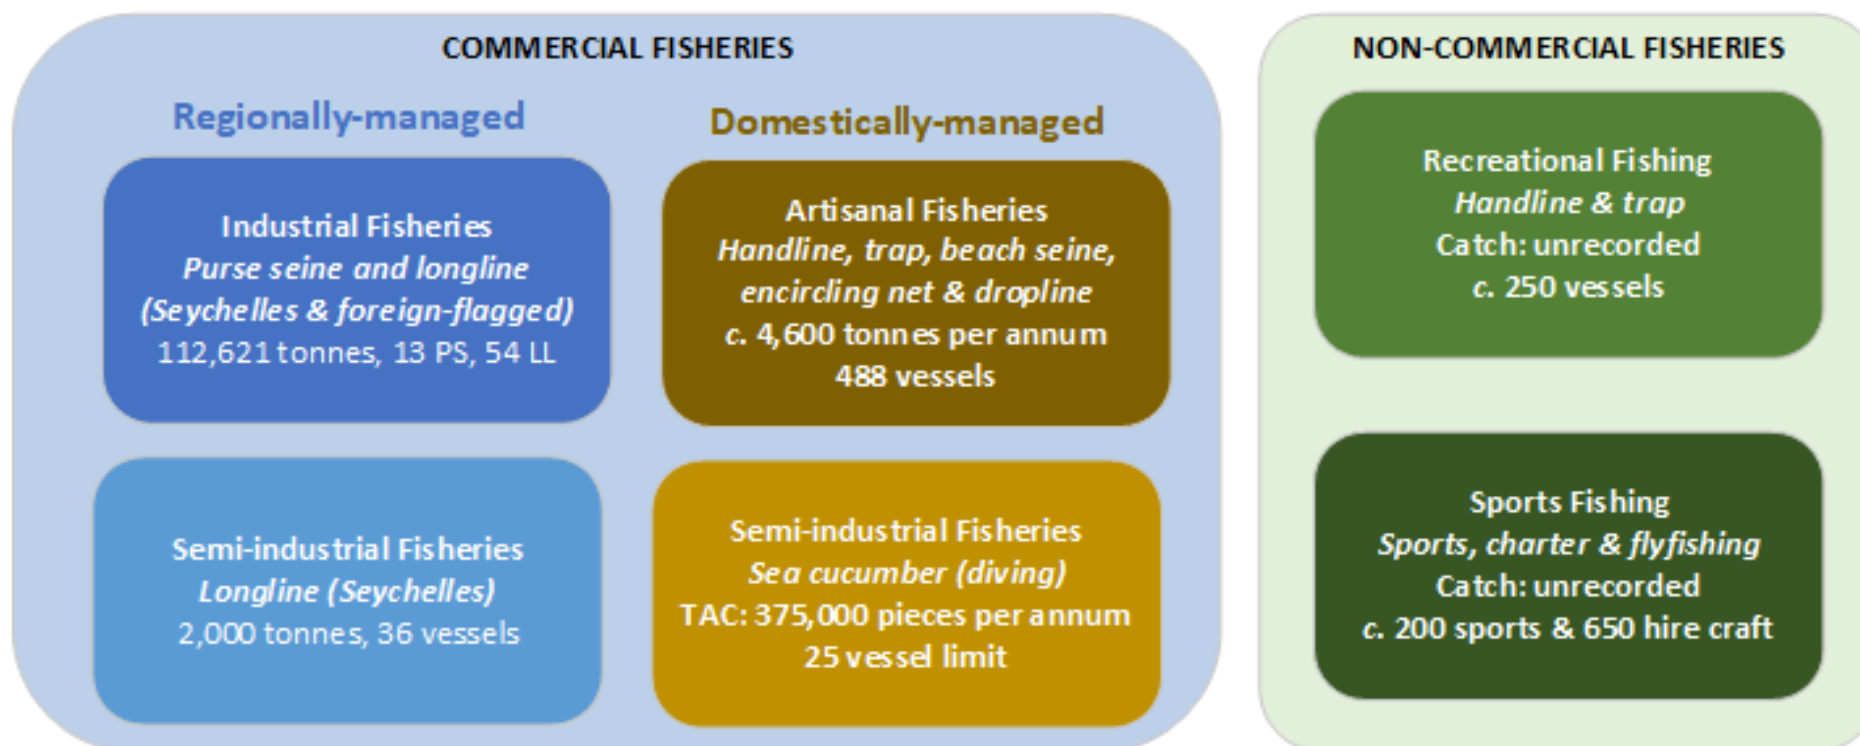 COMMERCIAL FISHERIES
Regionally-managed
Industrial Fisheries
Purse seine and longline
(Seychelles & foreign-flagged)
112,621 tonnes, 13 PS, 54 LL
Semi-industrial Fisheries
Longline (Seychelles)
2,000 tonnes, 36 vessels
Domestically-managed
Artisanal Fisheries
Handline, trap, beach seine,
encircling net & dropline
c. 4,600 tonnes per annum
488 vessels
Semi-industrial Fisheries
Sea cucumber (diving)
TAC: 375,000 pieces per annum
25 vessel limit
NON-COMMERCIAL FISHERIES
Recreational Fishing
Handline & trap
Catch: unrecorded
c. 250 vessels
Sports Fishing
Sports, charter & flyfishing
Catch: unrecorded
c. 200 sports & 650 hire craft